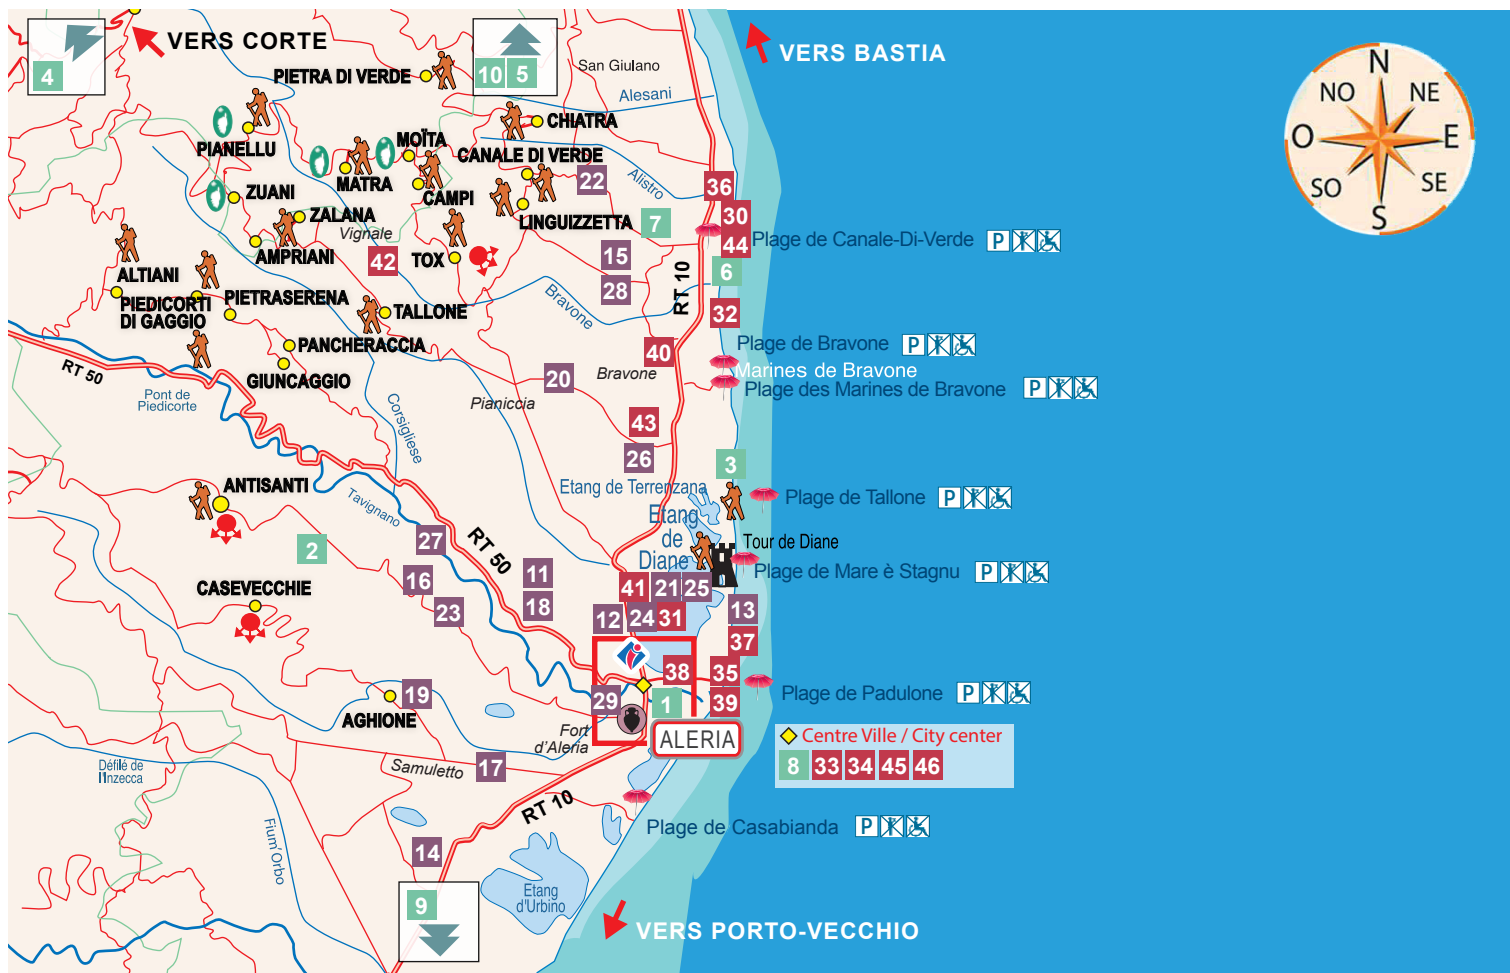 VERS CORTE
4
10 5
San Giulano
VERS BASTIA
PIETRA DI VERDE
Alesani
N
NO NE
O E
SO SE
S
CHIATRA
PIANELLU
MOÏTA
CANALE DI VERDE
MATRA
CAMPI
22
Alistro
36
ZUANI
ZALANA
Vignale
LINGUIZZETTA
7
30
44
Plage de Canale-Di-Verde P
AMPRIANI
42
TOX
15
6
ALTIANI
PIEDICORTI
DI GAGGIO
PIETRASERENA
28
Bravone
RT 10
32
TALLONE
PANCHERACCIA
GIUNCAGGIO
40
Plage de Bravone P
Marines de Bravone
Plage des Marines de Bravone P
RT 50
Pont de
Piedicorte
Bravone
20
Pianiccia
Corsigliese
43
26
3
ANTISANTI
Tavignano
Etang de Terrenzana
Plage de Tallone P
Etang
de
Diane
Tour de Diane
Plage de Mare è Stagnu P
2
27
RT 50
16
11
23
18
41 21 25
12 24 31
13
37
CASEVECCHIE
38
35
Plage de Padulone P
19
AGHIONE
29
1
39
Fort
d'Aleria
ALERIA
Centre Ville / City center
8 33 34 45 46
Défilé de
l'Inzecca
Samuletto
17
RT 10
Plage de Casabianda P
Fium'Orbo
14
Etang
d'Urbino
9
VERS PORTO-VECCHIO